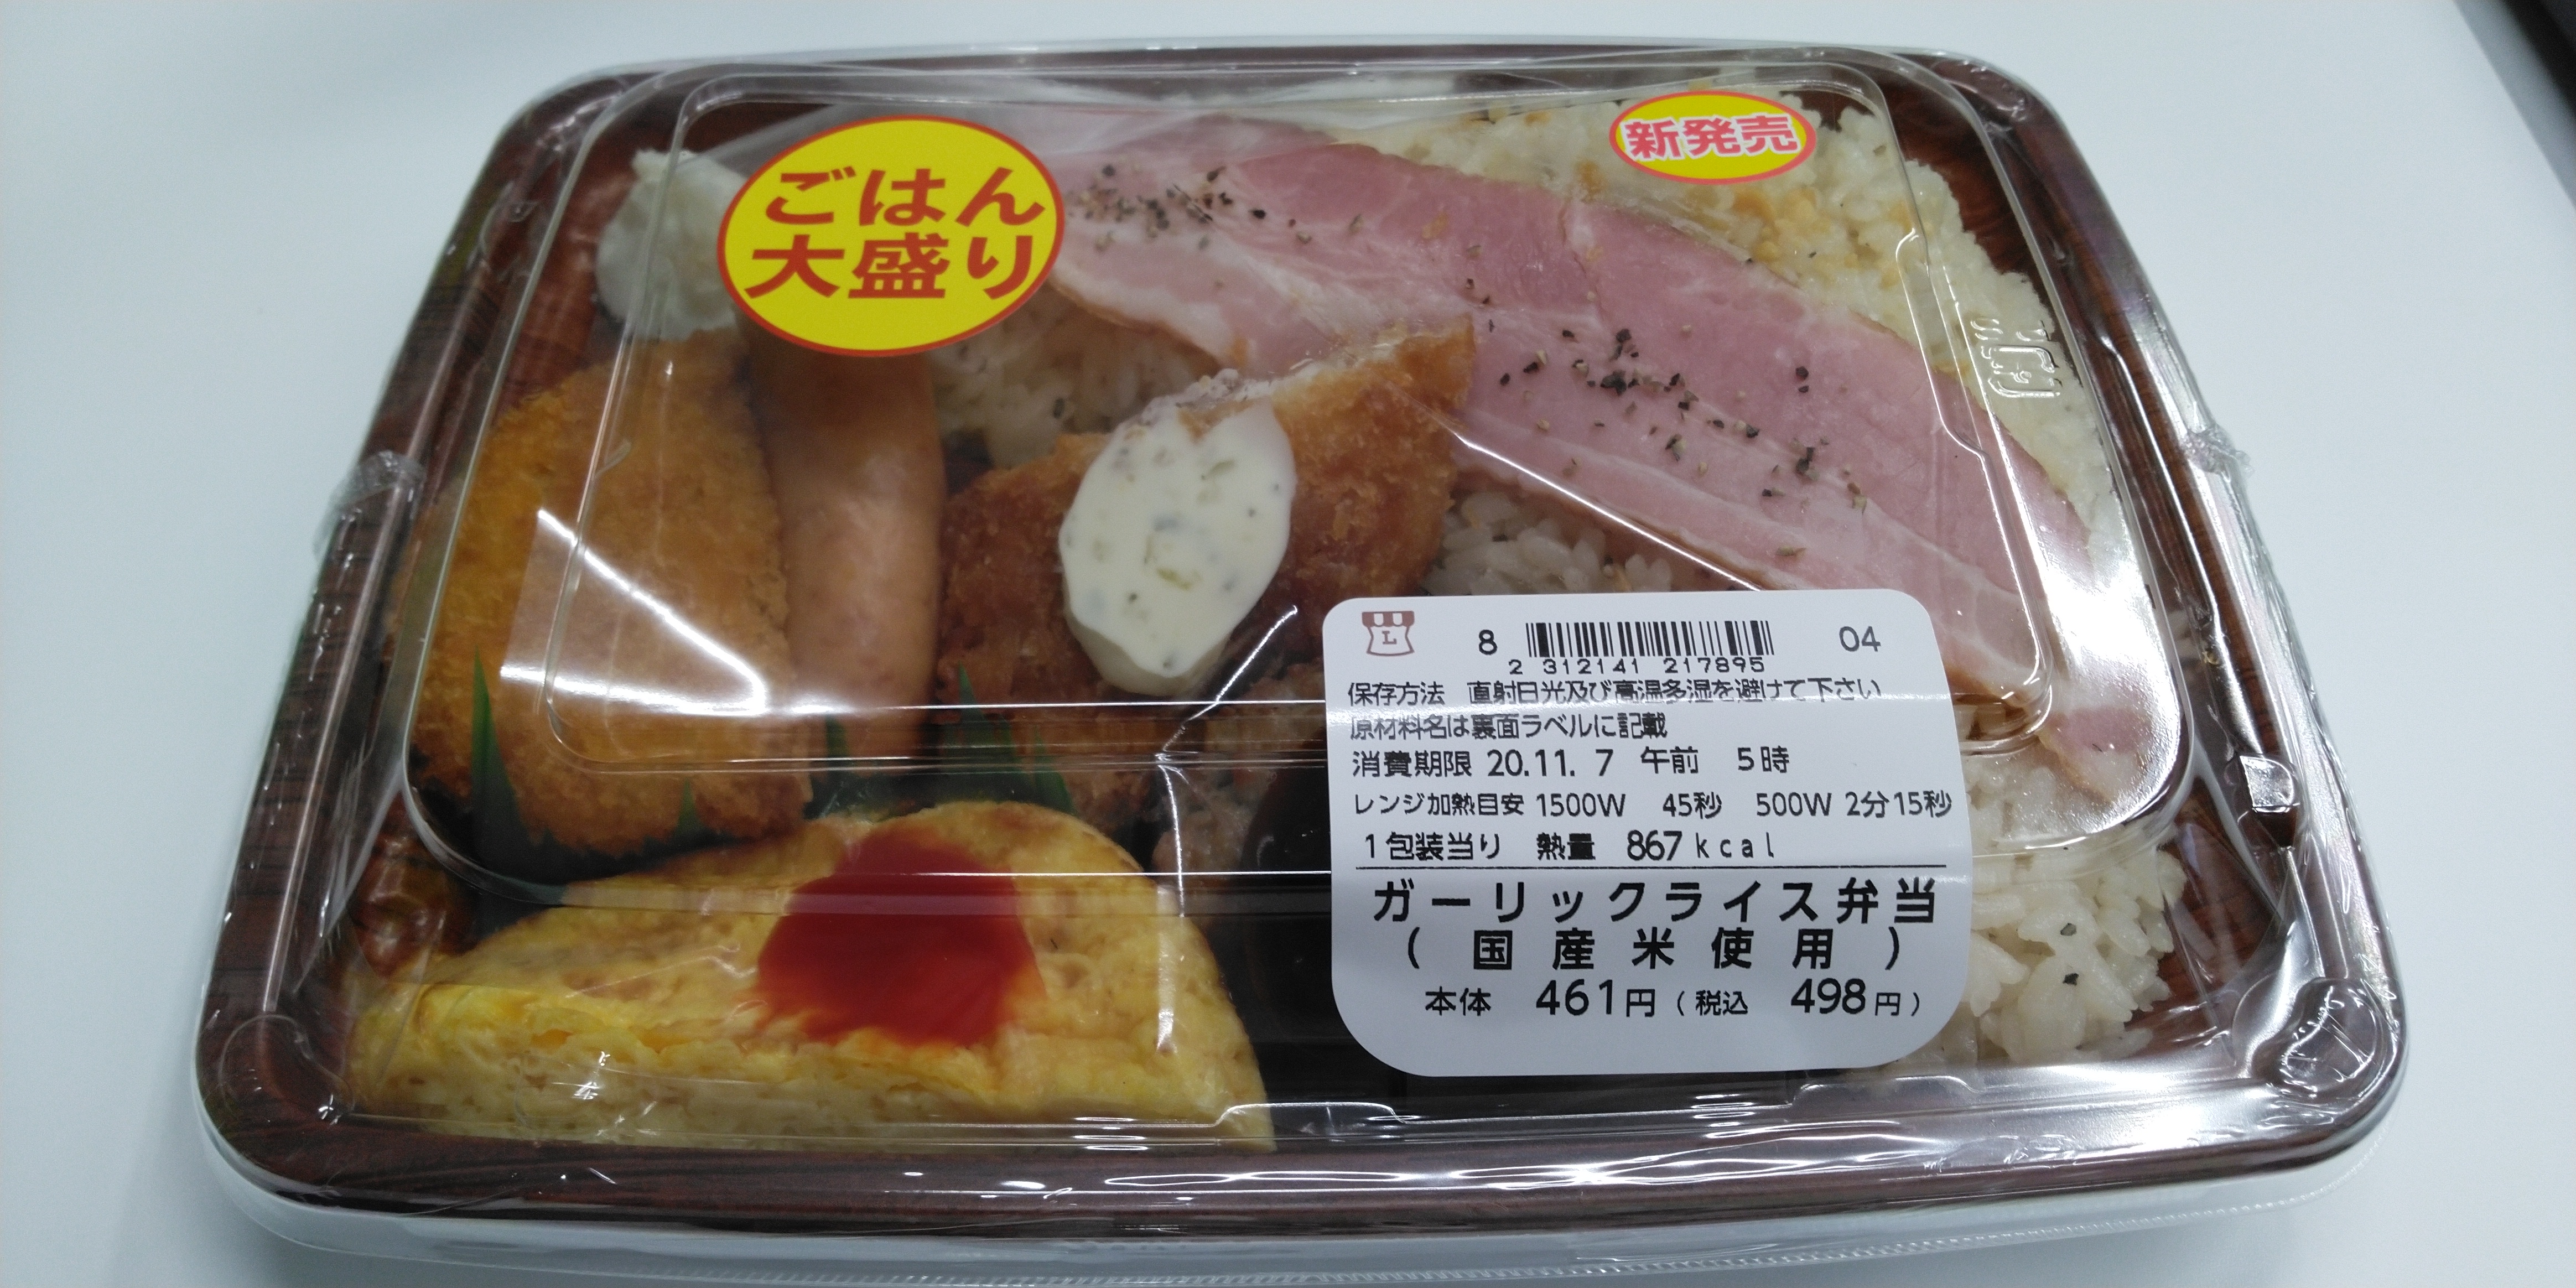 ごはん
大盛り
新発売
L
8
04
2 312141 217895
保存方法 直射日光及び高温多湿を避けて下さい
原材料名は裏面ラベルに記載
消費期限 20.11. 7 午前 5時
レンジ加熱目安 1500W 45秒 500W 2分15秒
1包装当り 熱量 867kcal
ガーリックライス弁当
(国産米使用)
本体 461円(税込 498円)